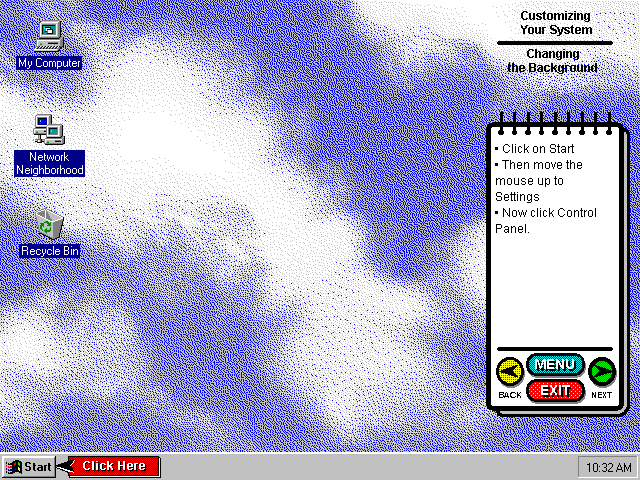 Customizing
Your System
Changing
the Background
My Computer
Network
Neighborhood
Recycle Bin
• Click on Start
• Then move the
mouse up to
Settings
• Now click Control
Panel.
MENU
EXIT
BACK
NEXT
Start
Click Here
10:32 AM